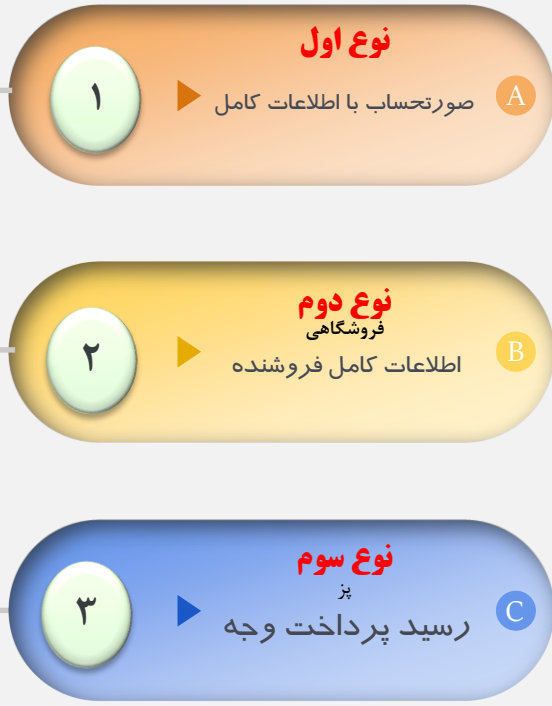 نوع اول
A
صورتحساب با اطلاعات کامل
۱
نوع دوم
فروشگاهی
B
اطلاعات کامل فروشنده
۲
نوع سوم
پز
C
رسید پرداخت وجه
۳